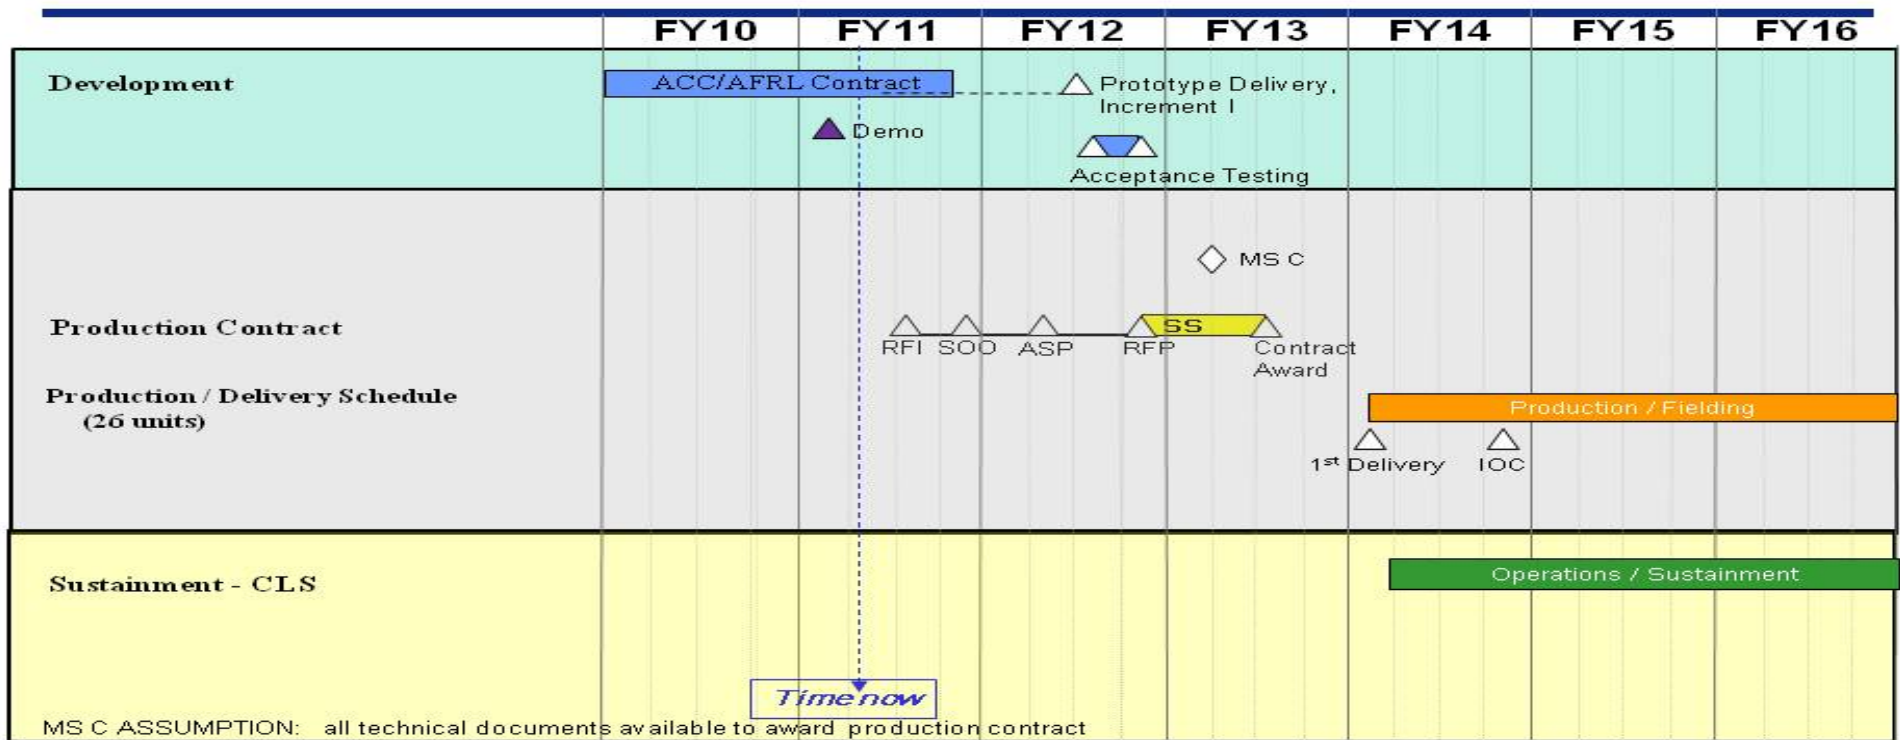 FY10 FY11 FY12 FY13 FY14 FY15 FY16
Development
ACC/AFRL Contract
Prototype Delivery,
Increment I
Demo
Acceptance Testing
MS C
Production Contract
SS
RFI SOO ASP RFP Contract
Award
Production / Delivery Schedule
(26 units)
Production / Fielding
1st Delivery IOC
Sustainment - CLS
Operations / Sustainment
Time now
MS C ASSUMPTION: all technical documents available to award production contract